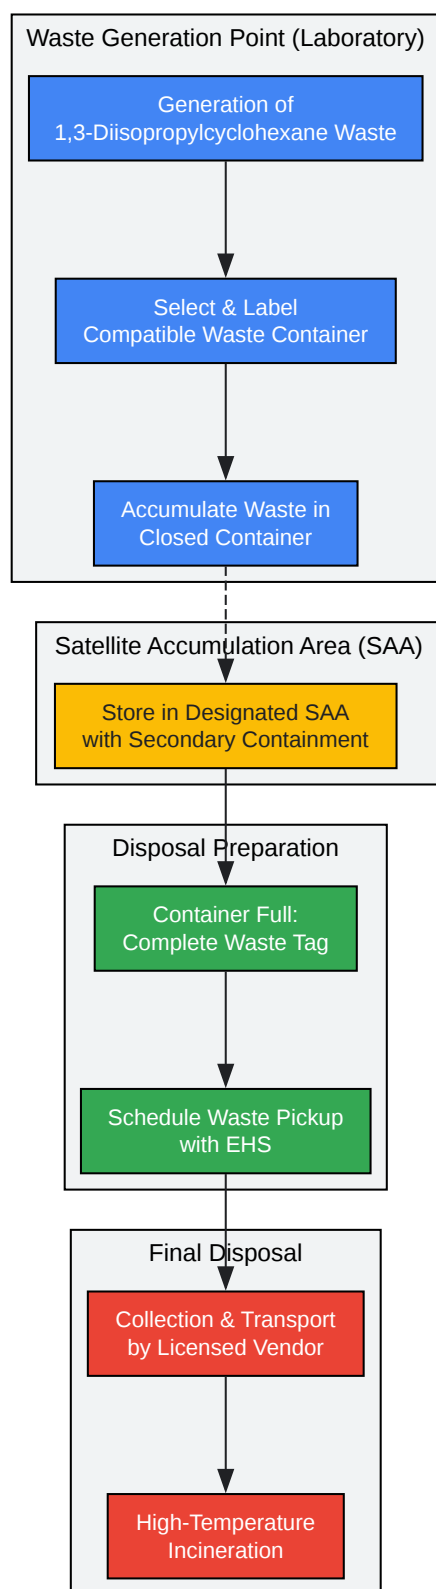 Waste Generation Point (Laboratory)
Generation of
1,3-Diisopropylcyclohexane Waste
Select & Label
Compatible Waste Container
Accumulate Waste in
Closed Container
Satellite Accumulation Area (SAA)
Store in Designated SAA
with Secondary Containment
Disposal Preparation
Container Full:
Complete Waste Tag
Schedule Waste Pickup
with EHS
Final Disposal
Collection & Transport
by Licensed Vendor
High-Temperature
Incineration